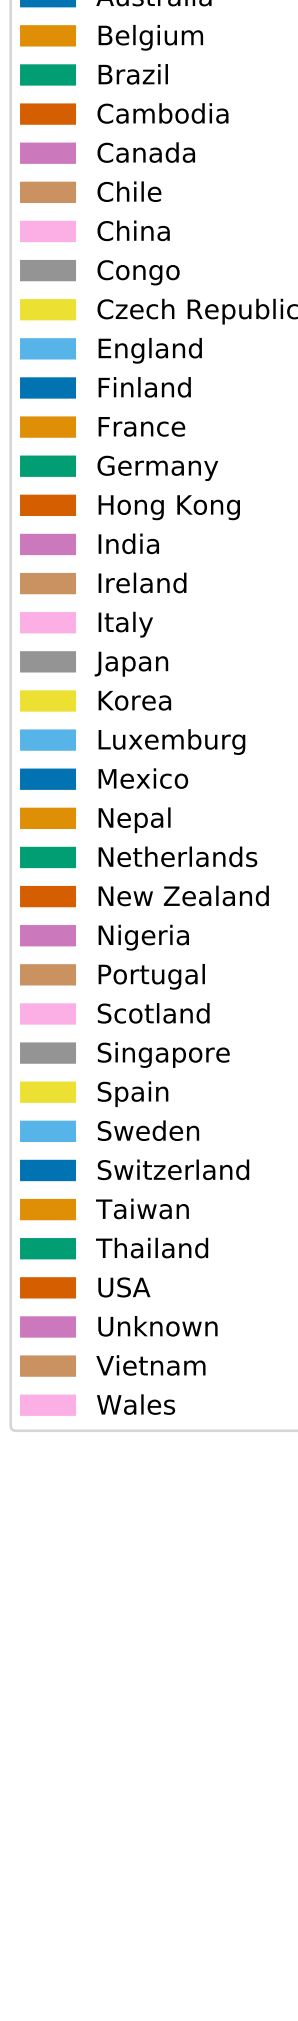 Australia
Belgium
Brazil
Cambodia
Canada
Chile
China
Congo
Czech Republic
England
Finland
France
Germany
Hong Kong
India
Ireland
Italy
Japan
Korea
Luxemburg
Mexico
Nepal
Netherlands
New Zealand
Nigeria
Portugal
Scotland
Singapore
Spain
Sweden
Switzerland
Taiwan
Thailand
USA
Unknown
Vietnam
Wales